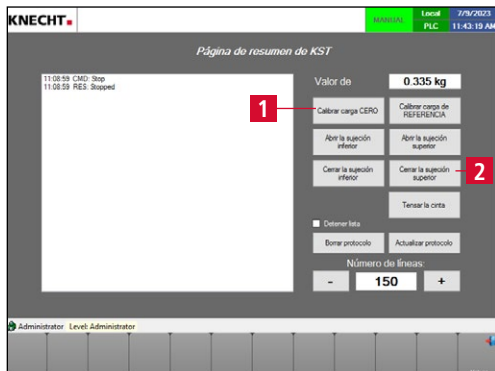 KNECHT
MANUAL
Local
PLC
7/9/2023
11:43:19 AM
Página de resumen de KST
11:08:59 CMD: Stop
11:08:59 RES: Stopped
Valor de
0.335 kg
1
Calibrar carga CERO
Calibrar carga de
REFERENCIA
Abrir la sujeción
inferior
Abrir la sujeción
superior
Cerrar la sujeción
inferior
Cerrar la sujeción
superior
2
Tensar la cinta
Detener lista
Borrar protocolo
Actualizar protocolo
Número de líneas:
-
150
+
Administrator Level: Administrator